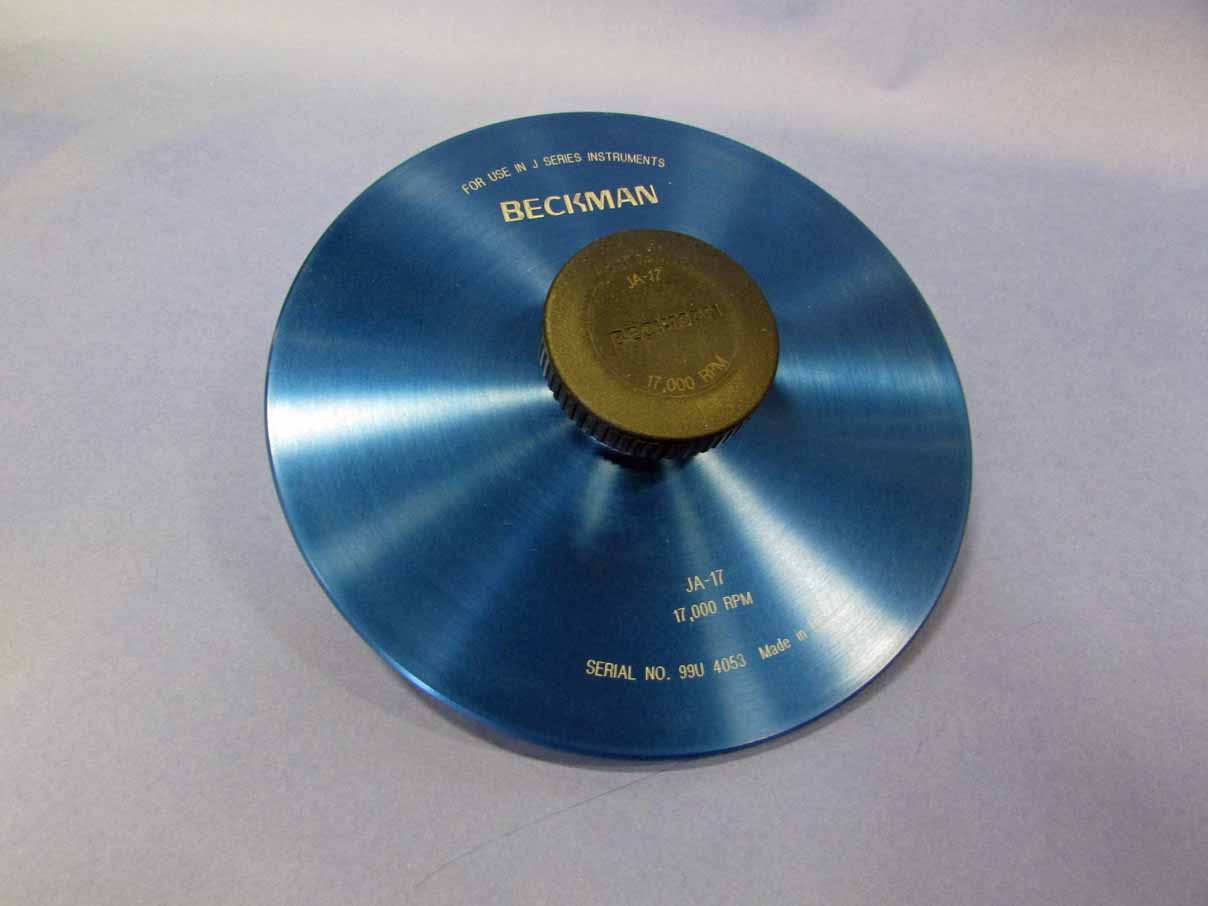 FOR USE IN J SERIES INSTRUMENTS
BECKMAN
JA-17
BECKMAN
17,000 RPM
JA-17
17,000 RPM
SERIAL NO. 99U 4053 Made in